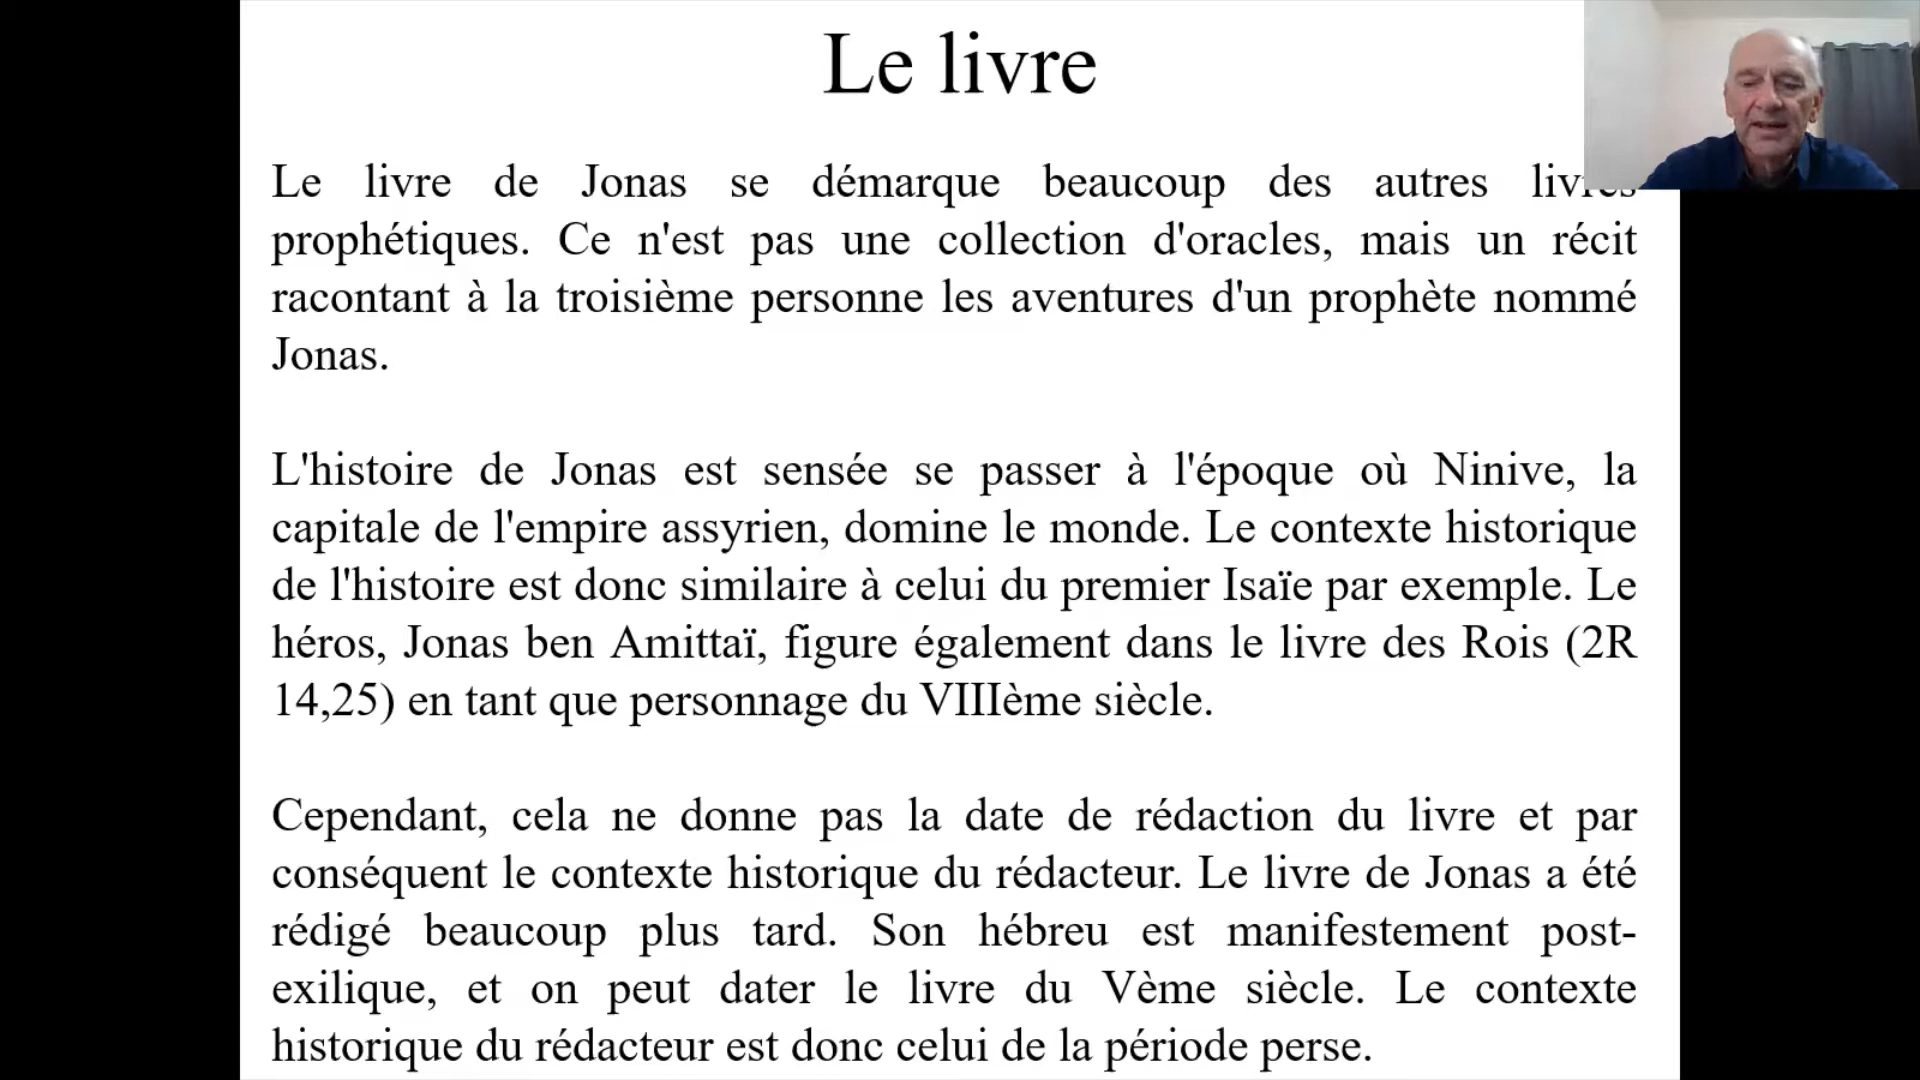 Le livre
Le livre de Jonas se démarque beaucoup des autres livres
prophétiques. Ce n'est pas une collection d'oracles, mais un récit
racontant à la troisième personne les aventures d'un prophète nommé
Jonas.
L'histoire de Jonas est sensée se passer à l'époque où Ninive, la
capitale de l'empire assyrien, domine le monde. Le contexte historique
de l'histoire est donc similaire à celui du premier Isaïe par exemple. Le
héros, Jonas ben Amittaï, figure également dans le livre des Rois (2R
14,25) en tant que personnage du VIIIème siècle.
Cependant, cela ne donne pas la date de rédaction du livre et par
conséquent le contexte historique du rédacteur. Le livre de Jonas a été
rédigé beaucoup plus tard. Son hébreu est manifestement post-
exilique, et on peut dater le livre du Vème siècle. Le contexte
historique du rédacteur est donc celui de la période perse.